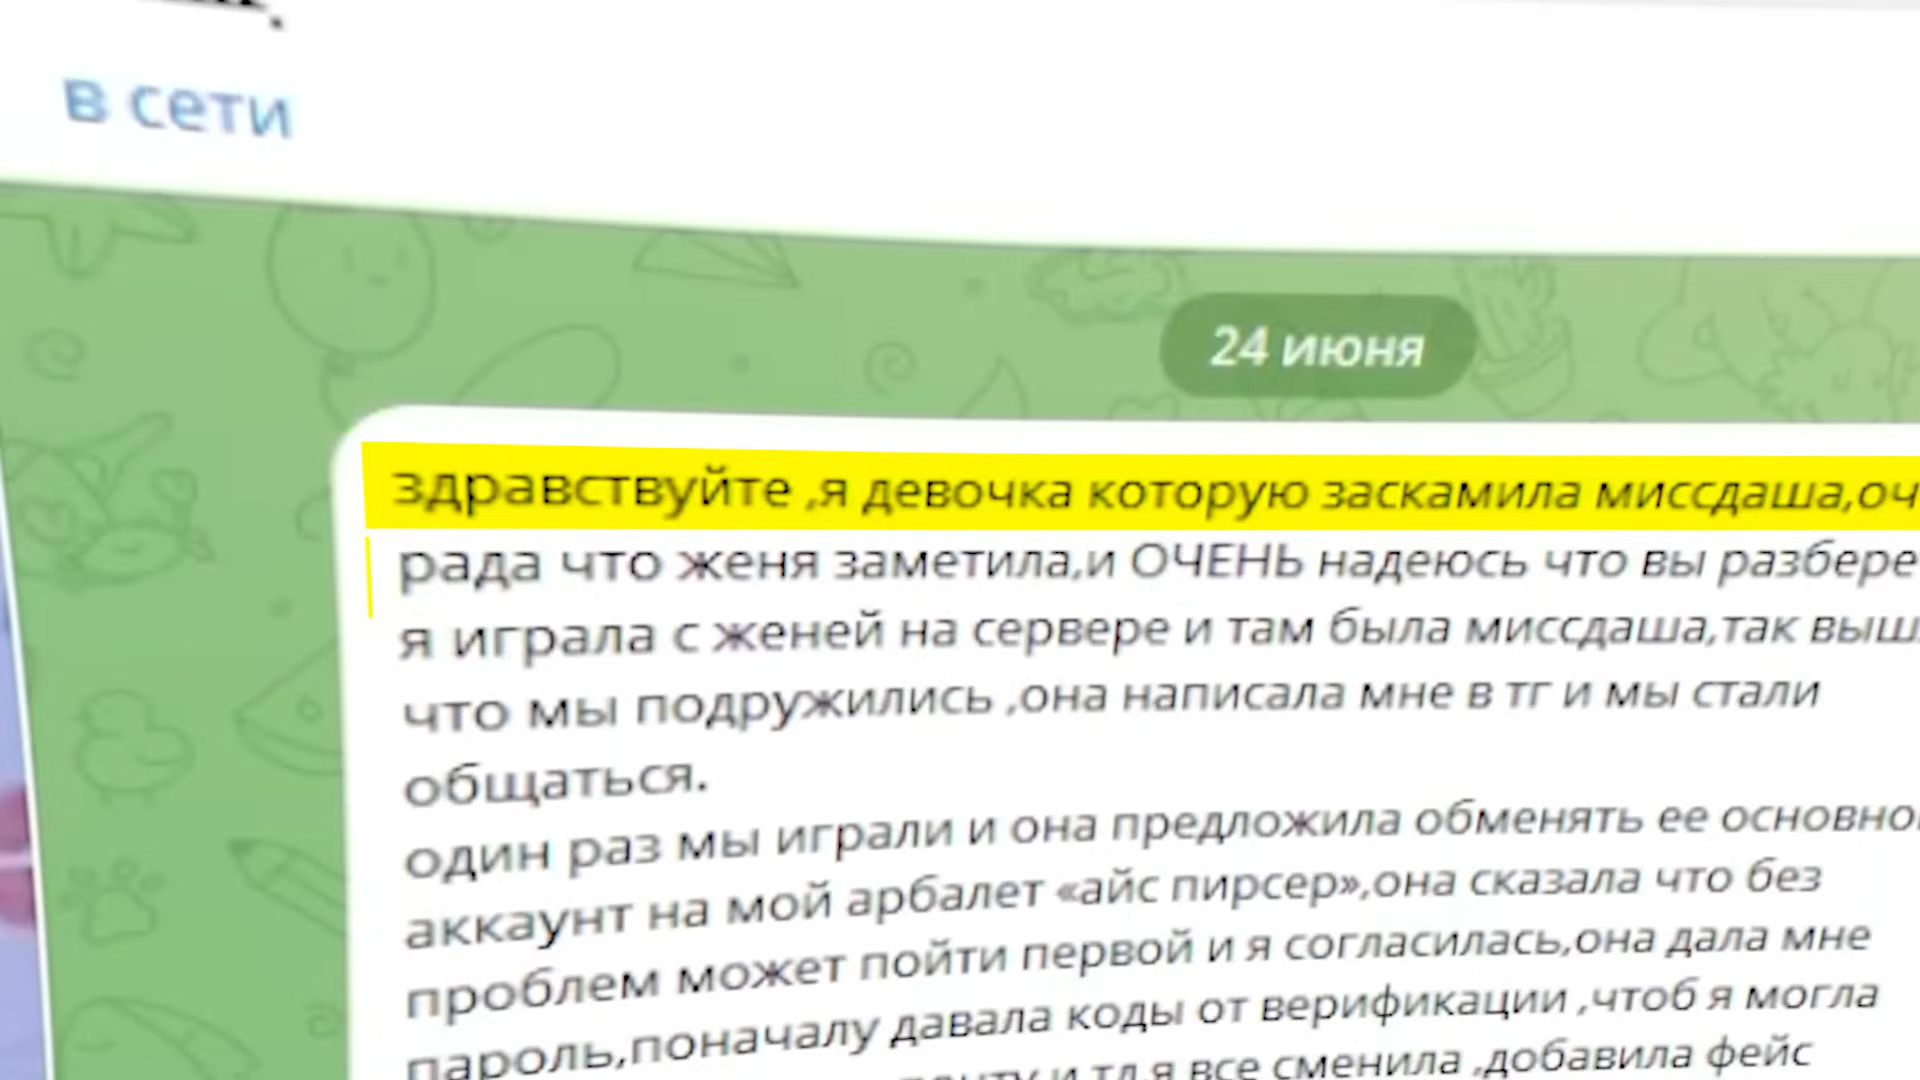 в сети
24 июня
здравствуйте ,я девочка которую заскамила миссдаша,оч
рада что женя заметила,и ОЧЕНЬ надеюсь что вы разбере
я играла с женей на сервере и там была миссдаша,так выш
что мы подружились ,она написала мне в тг и мы стали
общаться.
один раз мы играли и она предложила обменять ее основно
аккаунт на мой арбалет «айс пирсер»,она сказала что без
проблем может пойти первой и я согласилась,она дала мне
пароль,поначалу давала коды от верификации ,чтоб я могла
почту и тд.я все сменила ,добавила фейс